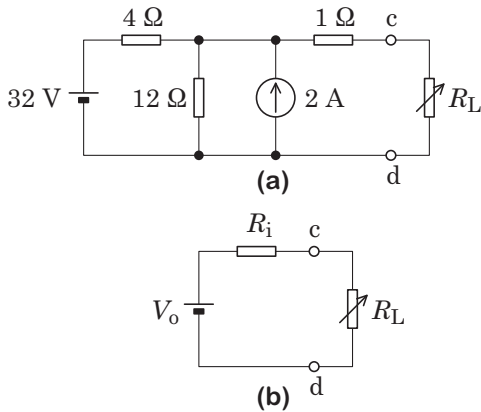 4 Ω 1 Ω c
32 V 12 Ω 2 A R_L
d
(a)
R_i c
V_o R_L
d
(b)